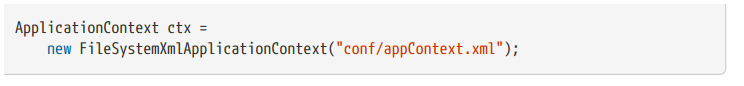 ApplicationContext ctx =
    new FileSystemXmlApplicationContext("conf/appContext.xml");